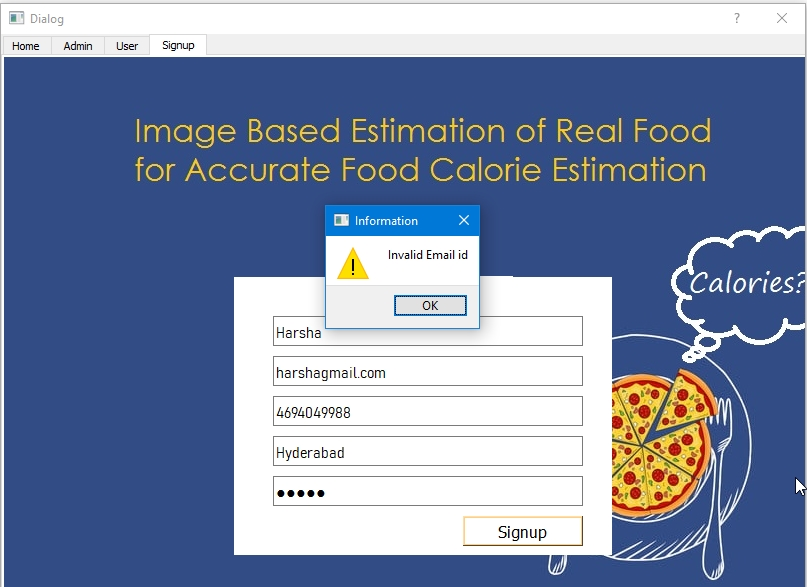 Dialog
Home Admin User Signup
Image Based Estimation of Real Food
for Accurate Food Calorie Estimation
Information
Invalid Email id
OK
Calories?
Harsha
harshagmail.com
4694049988
Hyderabad
●●●●●
Signup